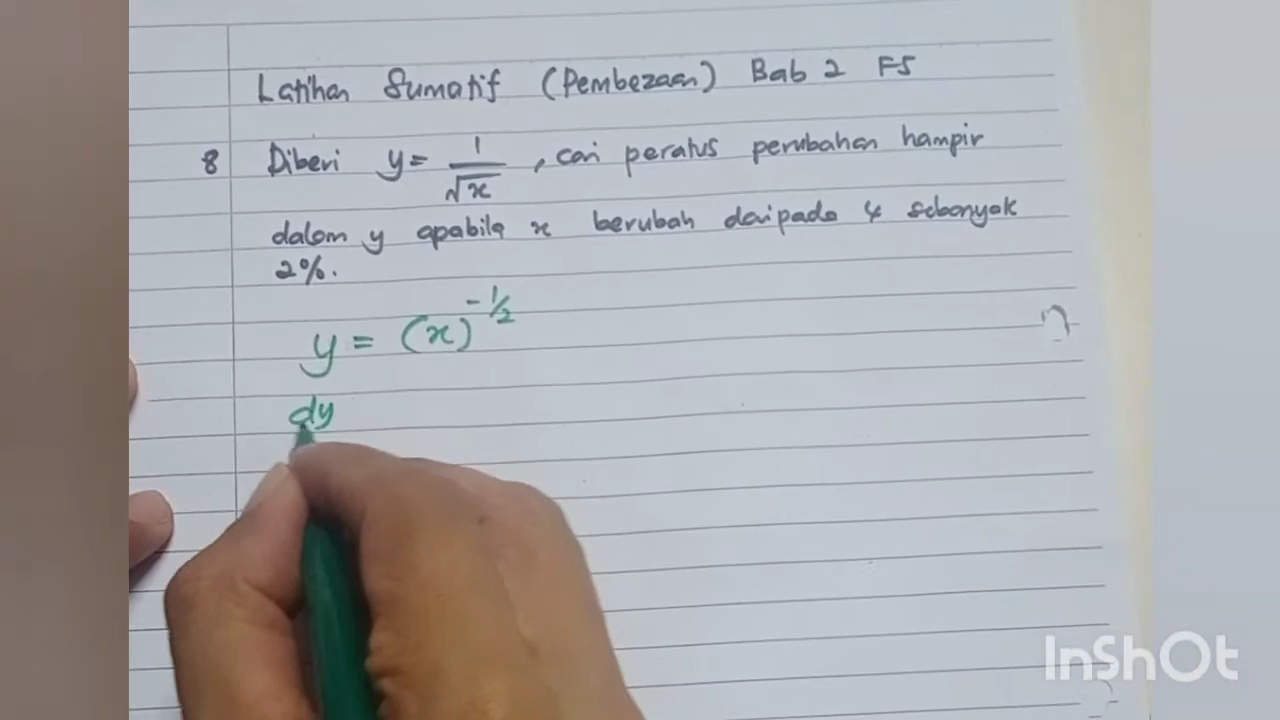 Latihan Sumatif (Pembezaan) Bab 2 F5
8 Diberi y = 1/√x , cari peratus perubahan hampir
dalam y apabila x berubah daripada 4 sebanyak
2%.
y = (x)^-1/2
dy
InShOt